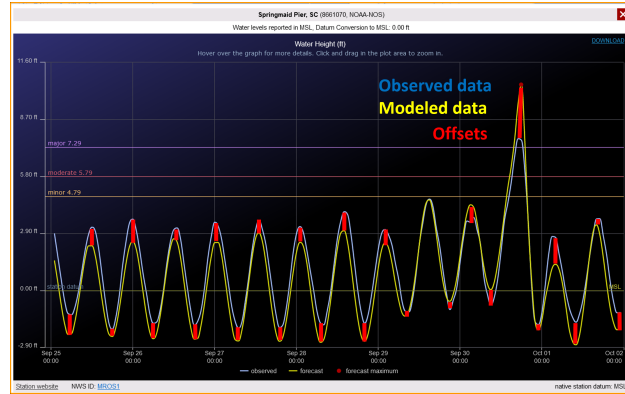 Springmaid Pier, SC (8661070, NOAA-NOS)
Water levels reported in MSL, Datum Conversion to MSL: 0.00 ft
Water Height (ft)
DOWNLOAD
Hover over the graph for more details. Click and drag in the plot area to zoom in.
11.60 ft
Observed data
Modeled data
Offsets
8.70 ft
major 7.29
moderate 5.79
5.80 ft
minor 4.79
2.90 ft
0.00 ft
station datum
MSL
-2.90 ft
Sep 25 Sep 26 Sep 27 Sep 28 Sep 29 Sep 30 Oct 01 Oct 02
00:00 00:00 00:00 00:00 00:00 00:00 00:00 00:00
observed forecast forecast maximum
Station website NWS ID: MROS1 native station datum: MSL